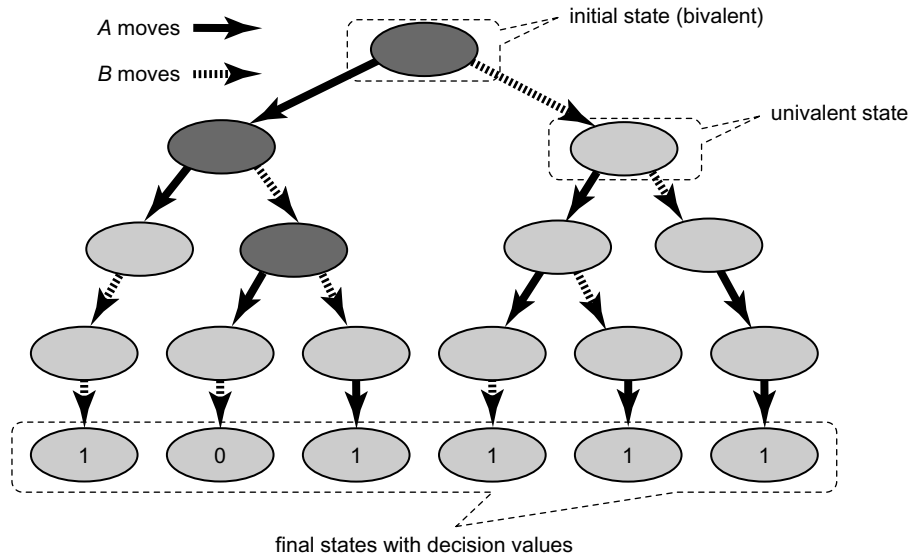 initial state (bivalent)
A moves
B moves
univalent state
1 0 1 1 1 1
final states with decision values